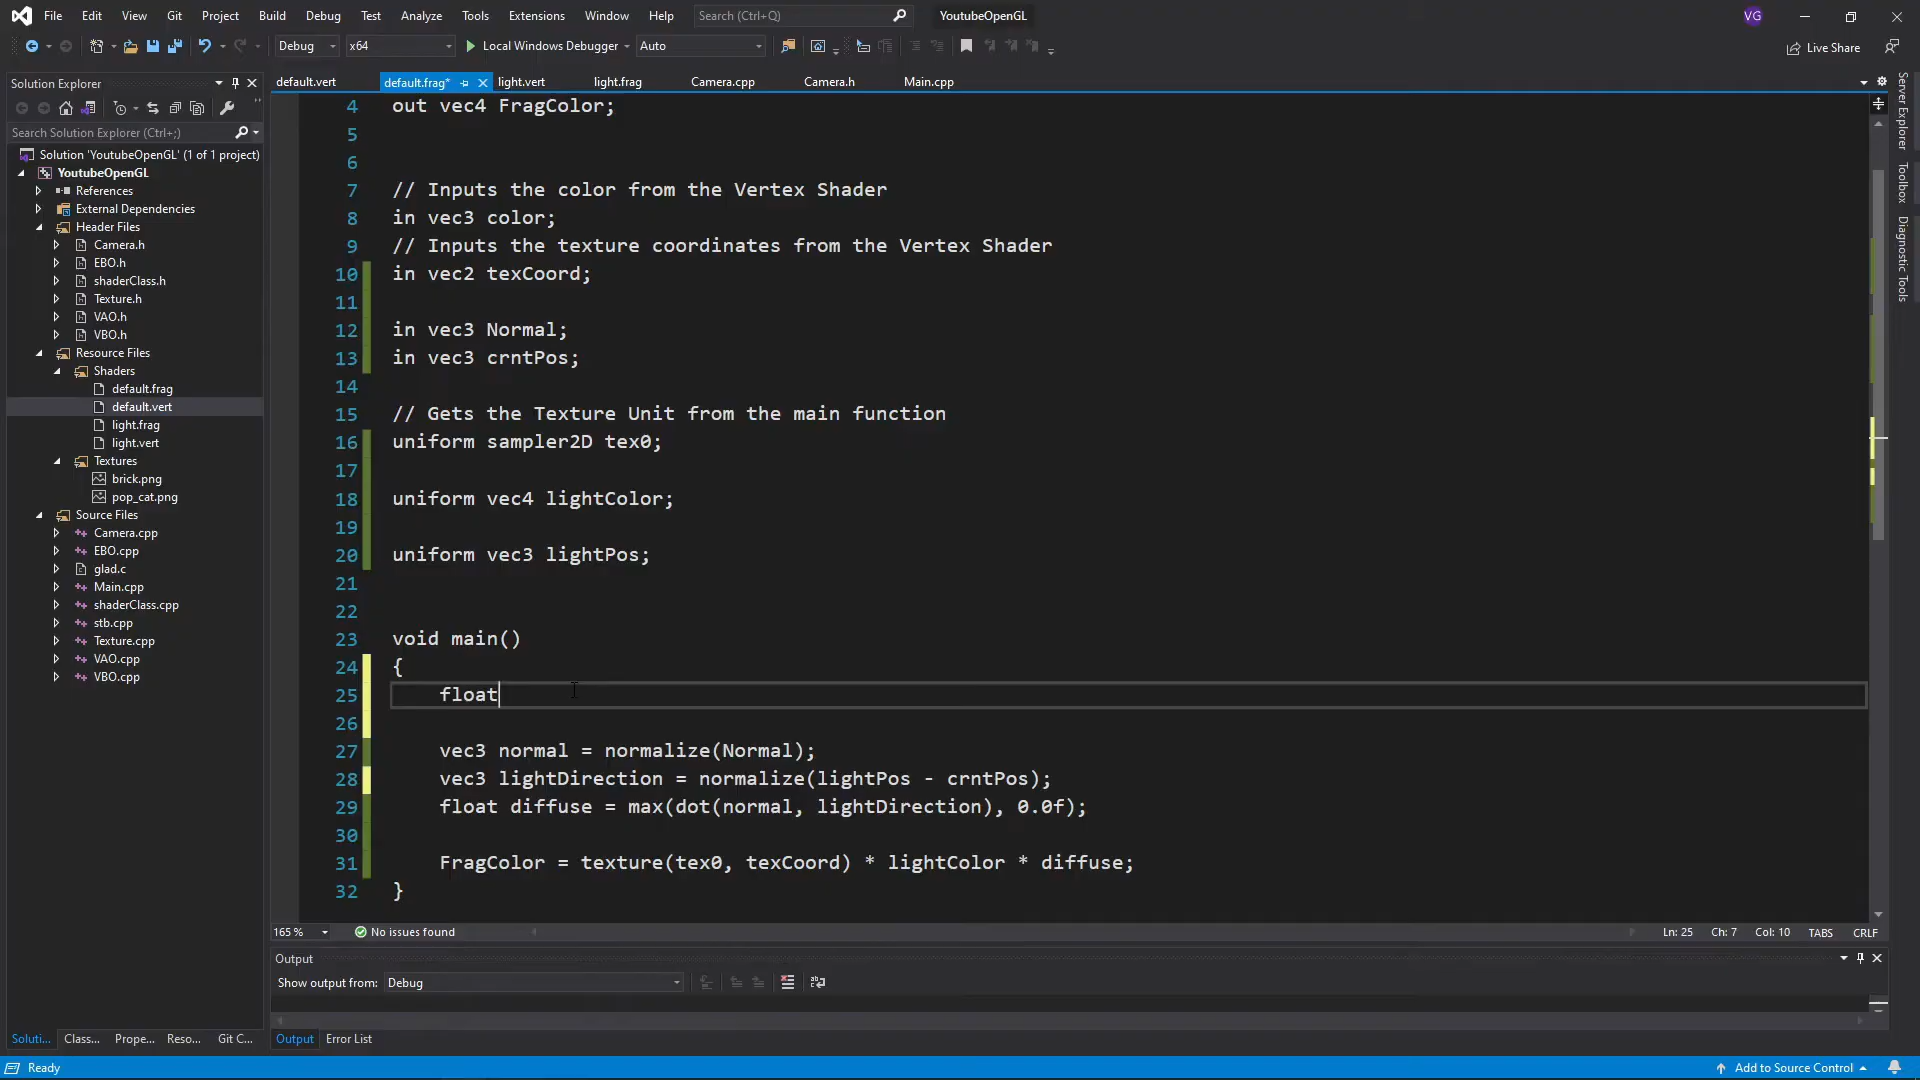 File Edit View Git Project Build Debug Test Analyze Tools Extensions Window Help Search (Ctrl+Q) YoutubeOpenGL VG
Debug x64 Local Windows Debugger Auto Live Share
Solution Explorer
Search Solution Explorer (Ctrl+;)
Solution 'YoutubeOpenGL' (1 of 1 project)
YoutubeOpenGL
References
External Dependencies
Header Files
Camera.h
EBO.h
shaderClass.h
Texture.h
VAO.h
VBO.h
Resource Files
Shaders
default.frag
default.vert
light.frag
light.vert
Textures
brick.png
pop_cat.png
Source Files
Camera.cpp
EBO.cpp
glad.c
Main.cpp
shaderClass.cpp
stb.cpp
Texture.cpp
VAO.cpp
VBO.cpp
Soluti... Class... Prope... Reso... Git C...
default.vert default.frag* light.vert light.frag Camera.cpp Camera.h Main.cpp
4 out vec4 FragColor;
5
6
7 // Inputs the color from the Vertex Shader
8 in vec3 color;
9 // Inputs the texture coordinates from the Vertex Shader
10 in vec2 texCoord;
11
12 in vec3 Normal;
13 in vec3 crntPos;
14
15 // Gets the Texture Unit from the main function
16 uniform sampler2D tex0;
17
18 uniform vec4 lightColor;
19
20 uniform vec3 lightPos;
21
22
23 void main()
24 {
25 float
26
27 vec3 normal = normalize(Normal);
28 vec3 lightDirection = normalize(lightPos - crntPos);
29 float diffuse = max(dot(normal, lightDirection), 0.0f);
30
31 FragColor = texture(tex0, texCoord) * lightColor * diffuse;
32 }
165 % No issues found Ln: 25 Ch: 7 Col: 10 TABS CRLF
Output
Show output from: Debug
Output Error List
Server Explorer
Toolbox
Diagnostic Tools
Ready Add to Source Control